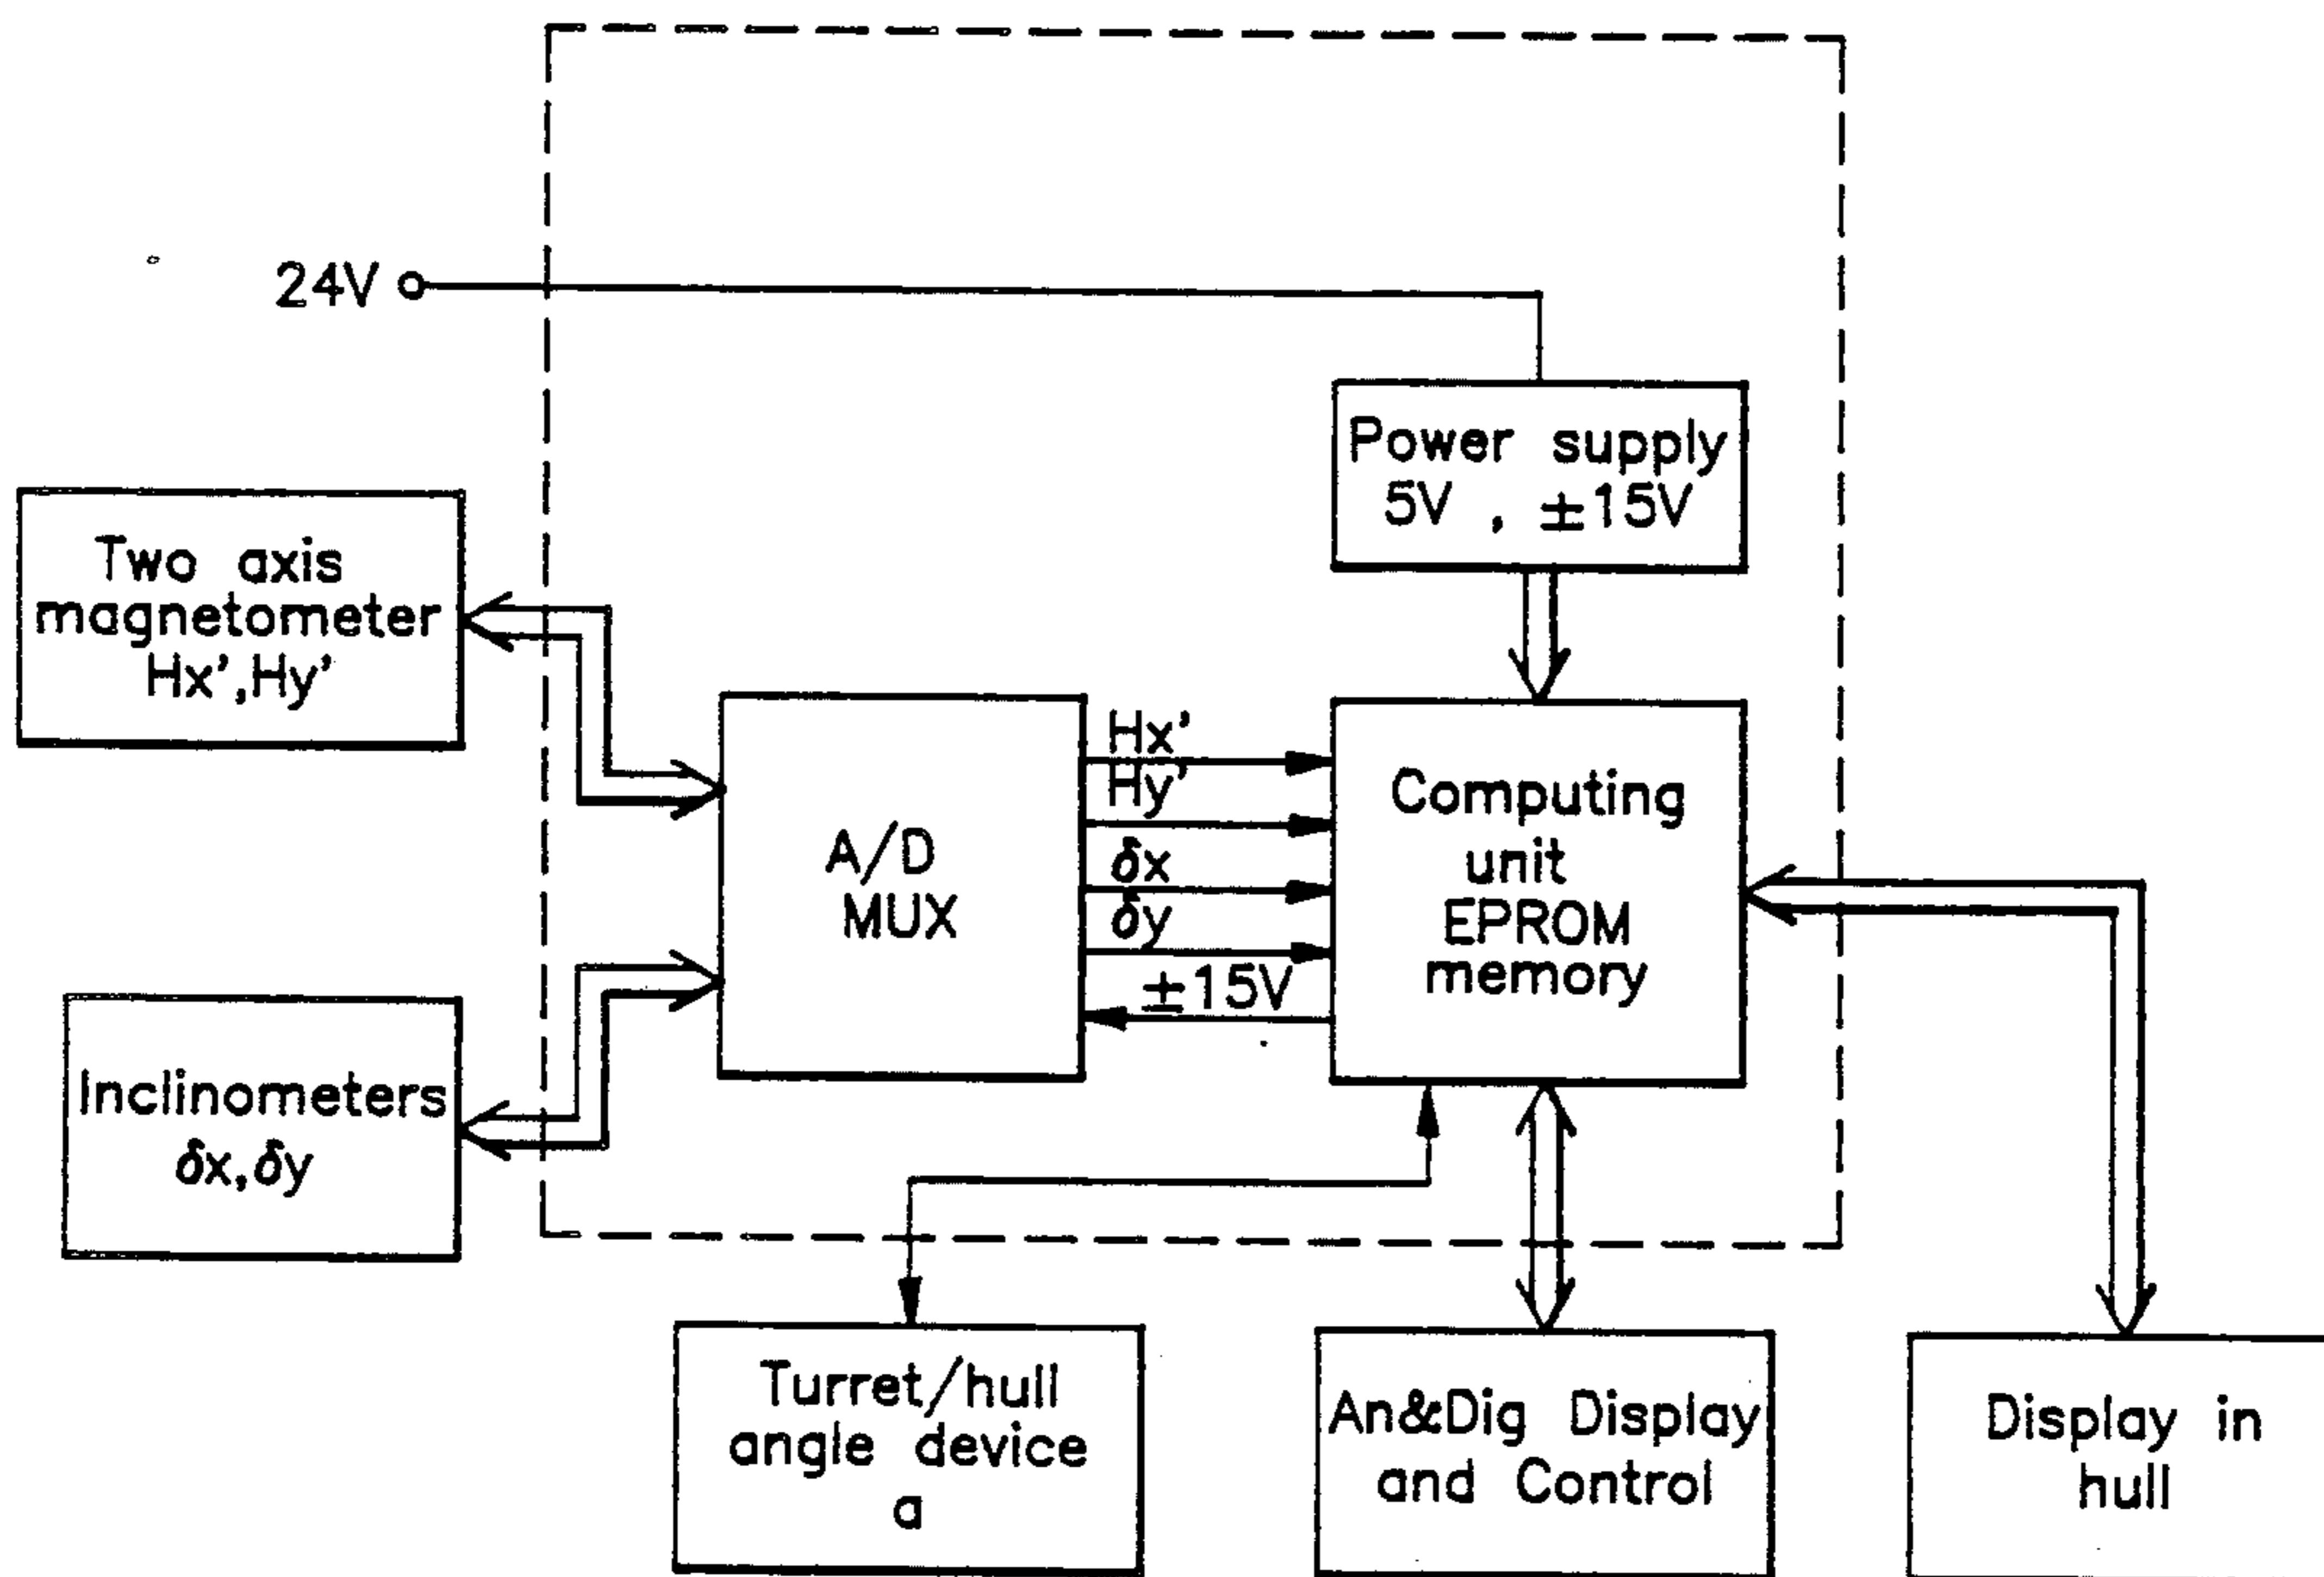 24V
Power supply
5V , ±15V
Two axis
magnetometer
Hx',Hy'
A/D
MUX
Hx'
Hy'
δx
δy
±15V
Computing
unit
EPROM
memory
Inclinometers
δx,δy
Turret/hull
angle device
a
An&Dig Display
and Control
Display in
hull